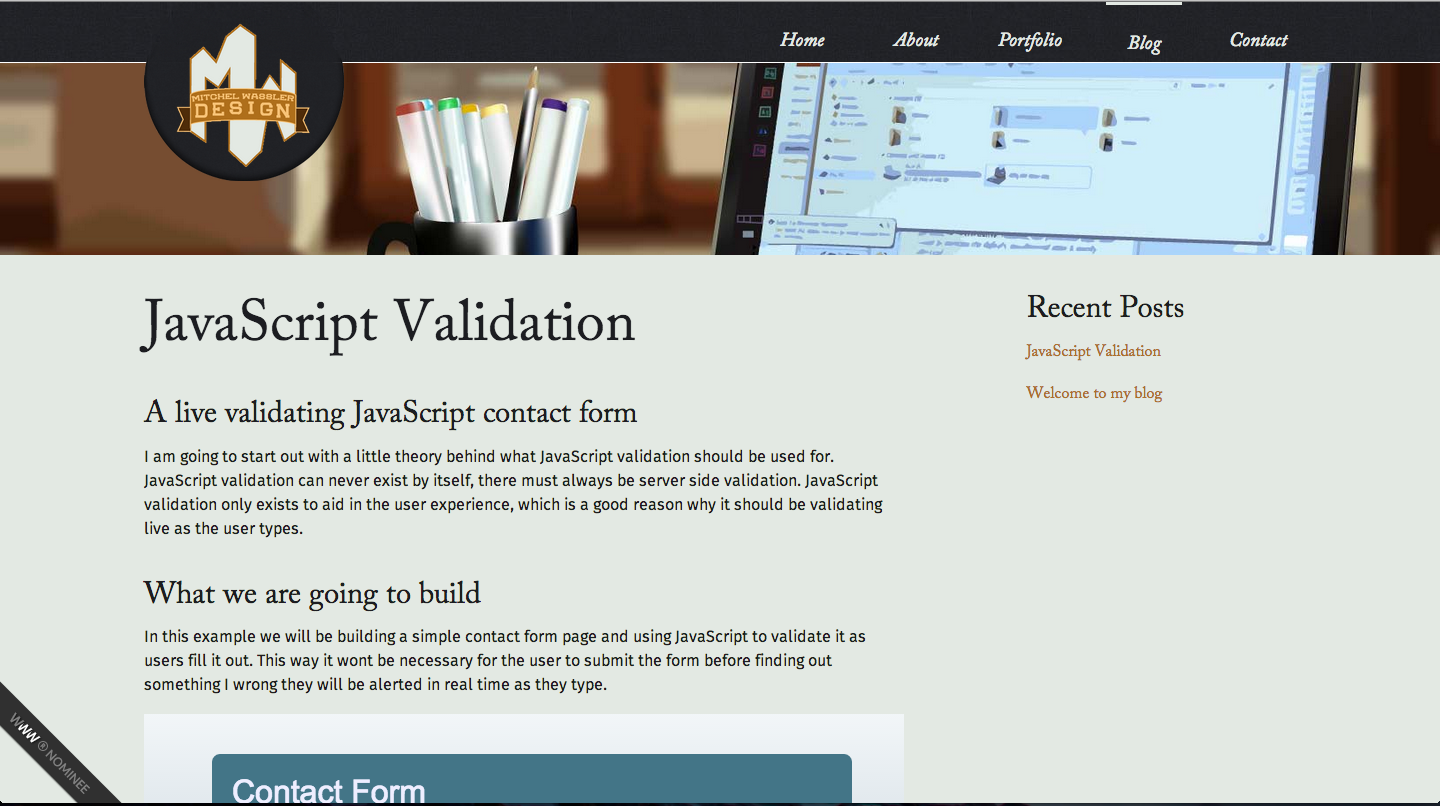 Home About Portfolio Blog Contact
MITCHEL WABBLER
DESIGN
JavaScript Validation
A live validating JavaScript contact form
I am going to start out with a little theory behind what JavaScript validation should be used for.
JavaScript validation can never exist by itself, there must always be server side validation. JavaScript
validation only exists to aid in the user experience, which is a good reason why it should be validating
live as the user types.
What we are going to build
In this example we will be building a simple contact form page and using JavaScript to validate it as
users fill it out. This way it wont be necessary for the user to submit the form before finding out
something I wrong they will be alerted in real time as they type.
Contact Form
Recent Posts
JavaScript Validation
Welcome to my blog
WWW ® NOMINEE